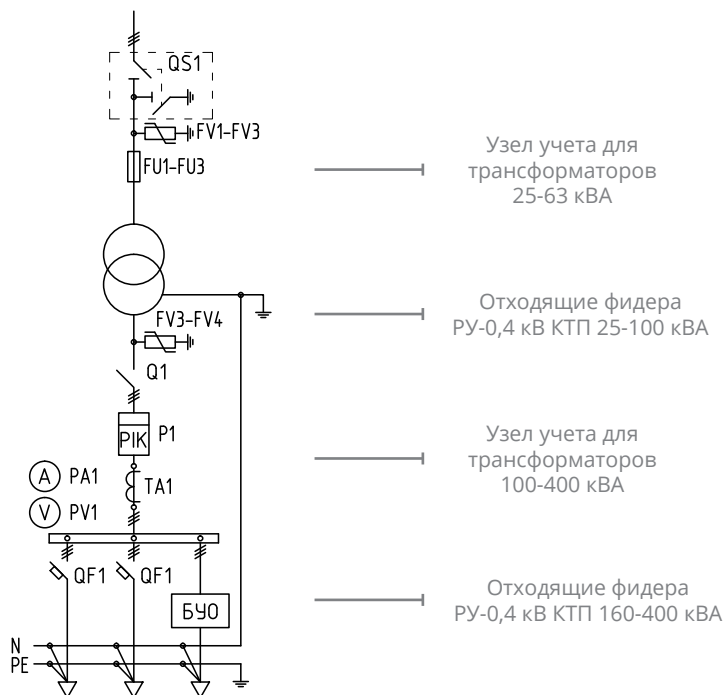 QS1
FV1-FV3
FU1-FU3
FV3-FV4
Q1
PIK
P1
A
PA1
TA1
V
PV1
QF1
QF1
БУО
N
PE
Узел учета для
трансформаторов
25-63 кВА
Отходящие фидера
РУ-0,4 кВ КТП 25-100 кВА
Узел учета для
трансформаторов
100-400 кВА
Отходящие фидера
РУ-0,4 кВ КТП 160-400 кВА